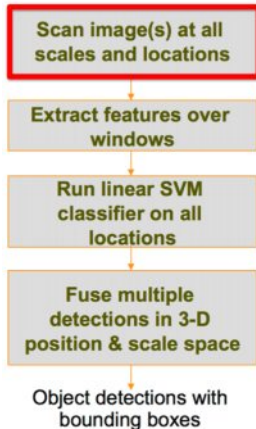 Scan image(s) at all
scales and locations
Extract features over
windows
Run linear SVM
classifier on all
locations
Fuse multiple
detections in 3-D
position & scale space
Object detections with
bounding boxes